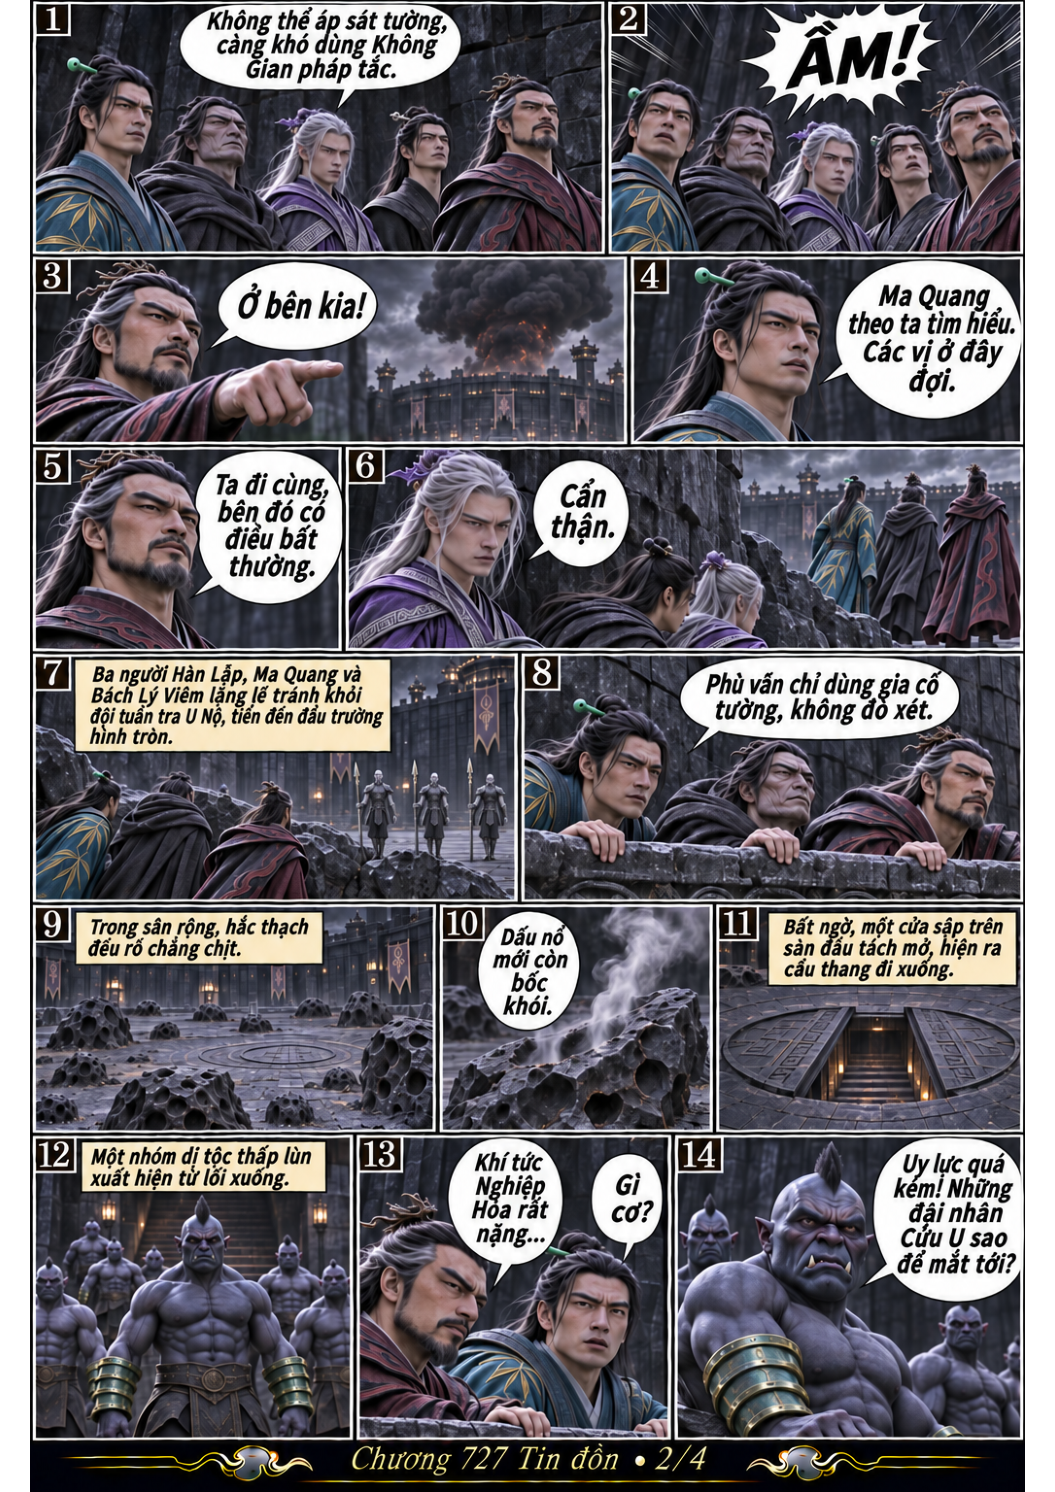 1
Không thể áp sát tường,
càng khó dùng Không
Gian pháp tắc.
2
ẦM!
3
Ở bên kia!
4
Ma Quang
theo ta tìm hiểu.
Các vị ở đây
đợi.
5
Ta đi cùng,
bên đó có
điều bất
thường.
6
Cẩn
thận.
7
Ba người Hàn Lập, Ma Quang và
Bách Lý Viêm lặng lẽ tránh khỏi
đội tuần tra U Nộ, tiến đến đấu trường
hình tròn.
8
Phù văn chỉ dùng gia cố
tường, không dò xét.
9
Trong sân rộng, hắc thạch
đều rỗ chằng chịt.
10
Dấu nổ
mới còn
bốc
khói.
11
Bất ngờ, một cửa sập trên
sàn đấu tách mở, hiện ra
cầu thang đi xuống.
12
Một nhóm dị tộc thấp lùn
xuất hiện từ lối xuống.
13
Khí tức
Nghiệp
Hỏa rất
nặng...
Gì
cơ?
14
Uy lực quá
kém! Những
đại nhân
Cửu U sao
để mắt tới?
Chương 727 Tin đồn • 2/4